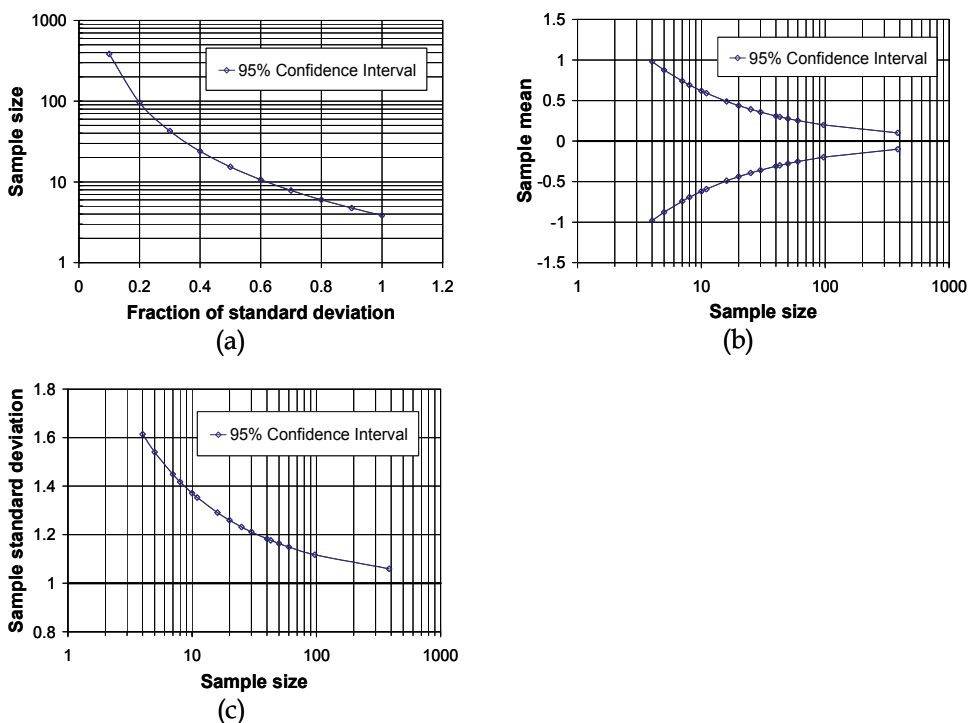 1000
100
10
1
Sample size
95% Confidence Interval
0 0.2 0.4 0.6 0.8 1 1.2
Fraction of standard deviation
(a)
1.5
1
0.5
0
-0.5
-1
-1.5
Sample mean
95% Confidence Interval
1 10 100 1000
Sample size
(b)
1.8
1.6
1.4
1.2
1
0.8
Sample standard deviation
95% Confidence Interval
1 10 100 1000
Sample size
(c)